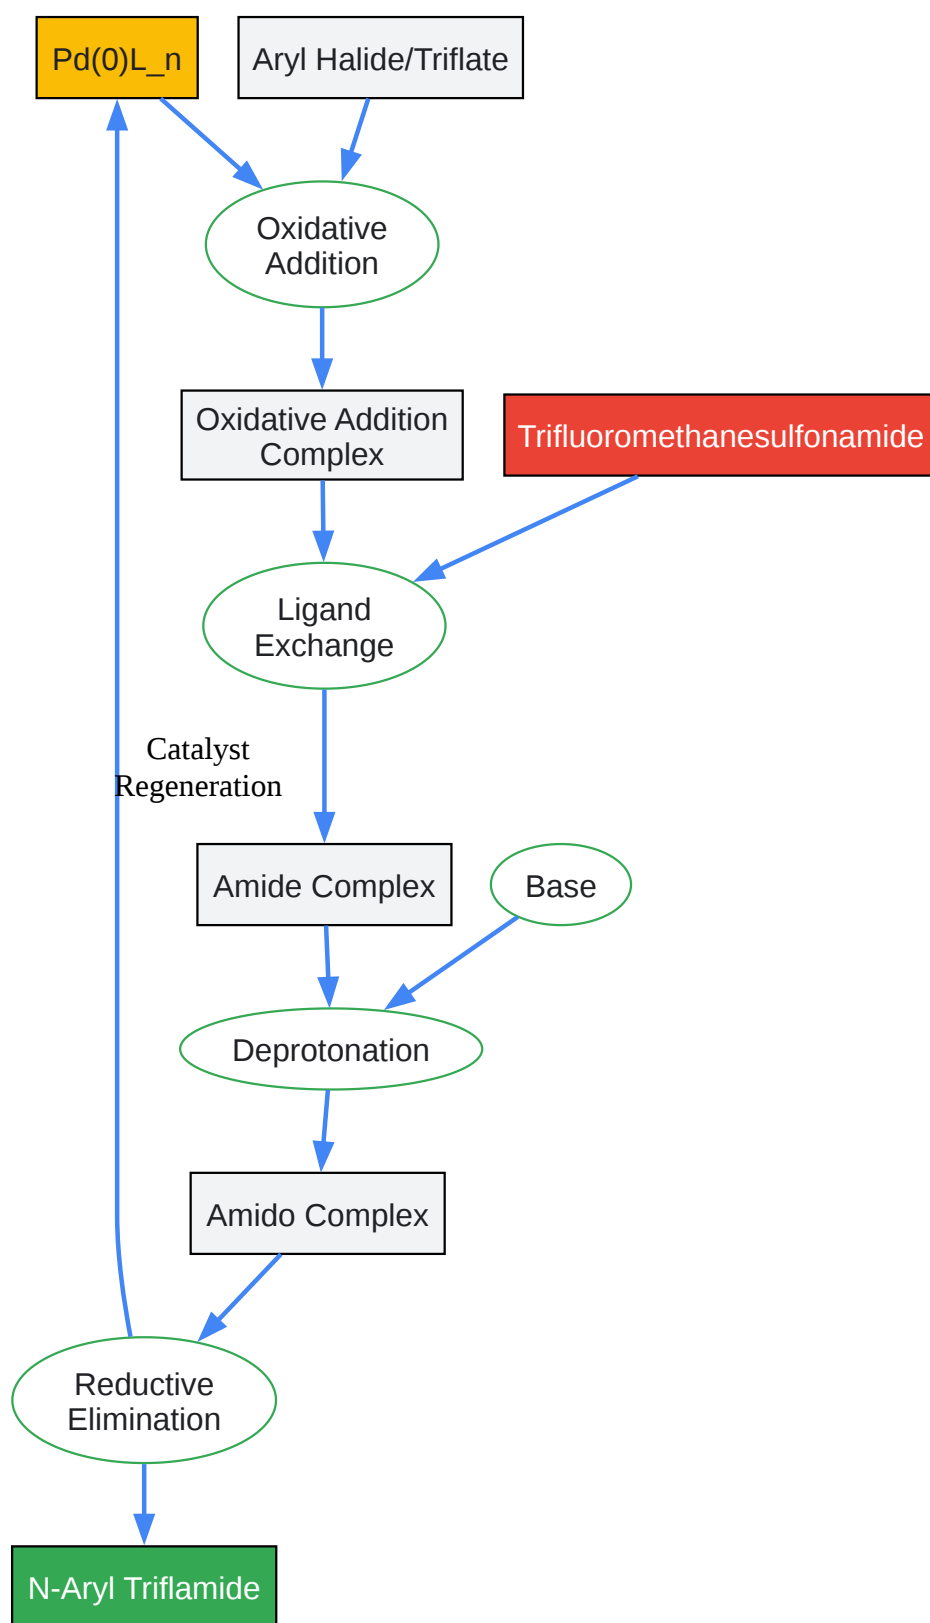 Pd(0)L_n
Aryl Halide/Triflate
Oxidative
Addition
Oxidative Addition
Complex
Trifluoromethanesulfonamide
Ligand
Exchange
Catalyst
Regeneration
Amide Complex
Base
Deprotonation
Amido Complex
Reductive
Elimination
N-Aryl Triflamide